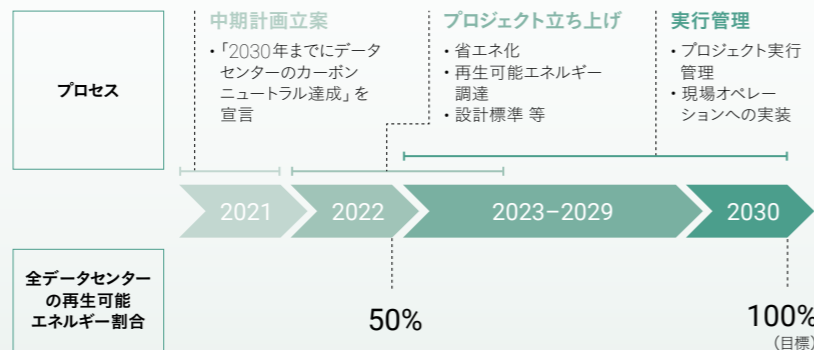 プロセス
中期計画立案
・「2030年までにデータ
センターのカーボン
ニュートラル達成」を
宣言
プロジェクト立ち上げ
・省エネ化
・再生可能エネルギー
調達
・設計標準 等
実行管理
・プロジェクト実行
管理
・現場オペレー
ションへの実装
2021
2022
2023–2029
2030
全データセンター
の再生可能
エネルギー割合
50%
100%
（目標）